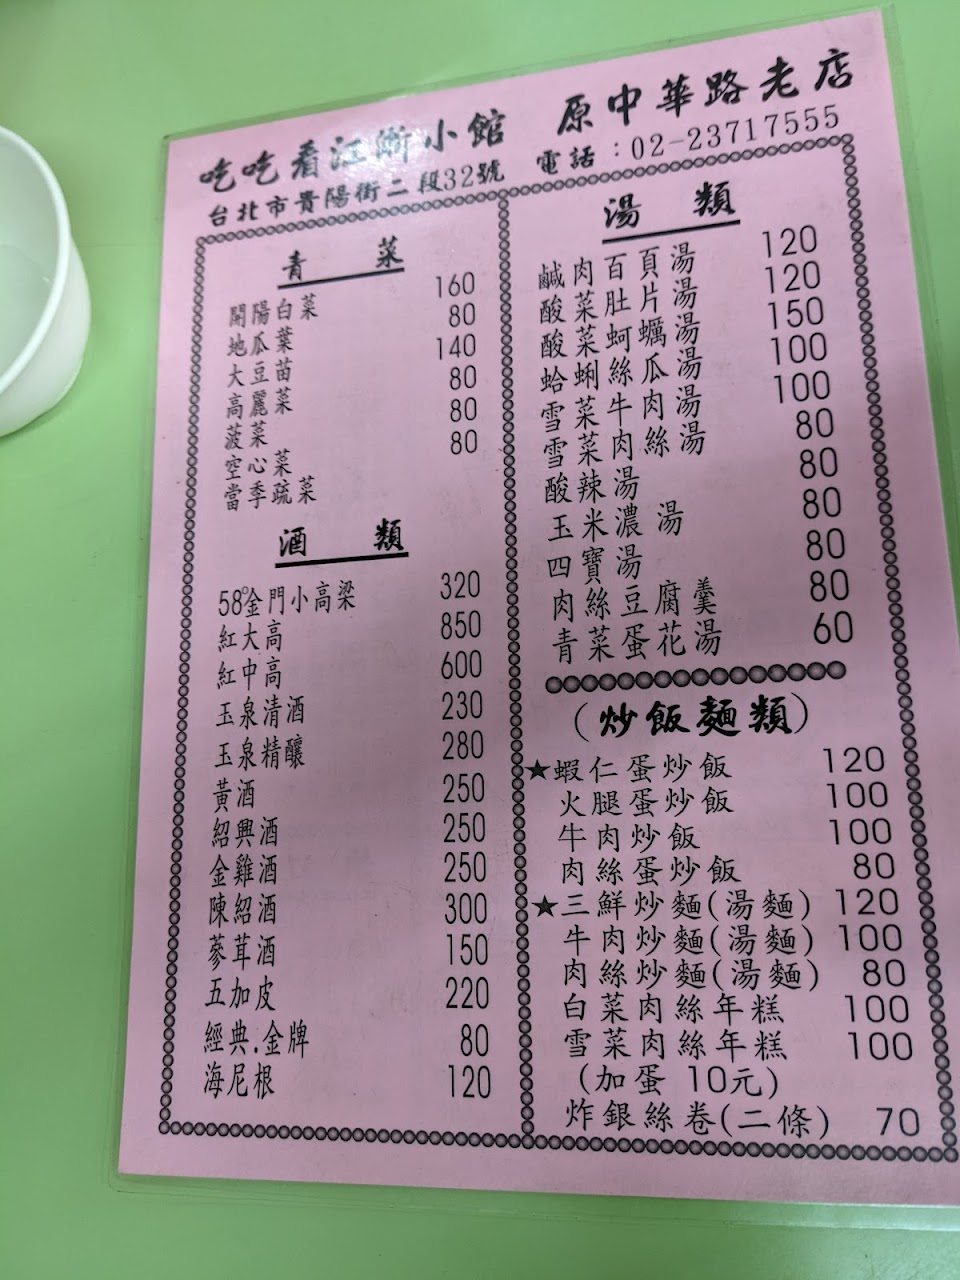 吃吃看江浙小館 原中華路老店
台北市貴陽街二段32號 電話：02-23717555
青 菜
開陽白菜 160
地瓜葉 80
大豆苗 140
高麗菜 80
菠菜 80
空心菜 80
當季疏菜
酒 類
58°金門小高梁 320
紅大高 850
紅中高 600
玉泉清酒 230
玉泉精釀 280
黃酒 250
紹興酒 250
金雞酒 250
陳紹酒 300
蔘茸酒 150
五加皮 220
經典.金牌 80
海尼根 120
湯 類
鹹肉百頁湯 120
酸菜肚片湯 120
酸菜蚵蠣湯 150
蛤蜊絲瓜湯 100
雪菜牛肉湯 100
雪菜肉絲湯 80
酸辣湯 80
玉米濃湯 80
四寶湯 80
肉絲豆腐羹 80
青菜蛋花湯 60
(炒飯麵類)
★蝦仁蛋炒飯 120
火腿蛋炒飯 100
牛肉炒飯 100
肉絲蛋炒飯 80
★三鮮炒麵(湯麵) 120
牛肉炒麵(湯麵) 100
肉絲炒麵(湯麵) 80
白菜肉絲年糕 100
雪菜肉絲年糕 100
(加蛋 10元)
炸銀絲卷(二條) 70